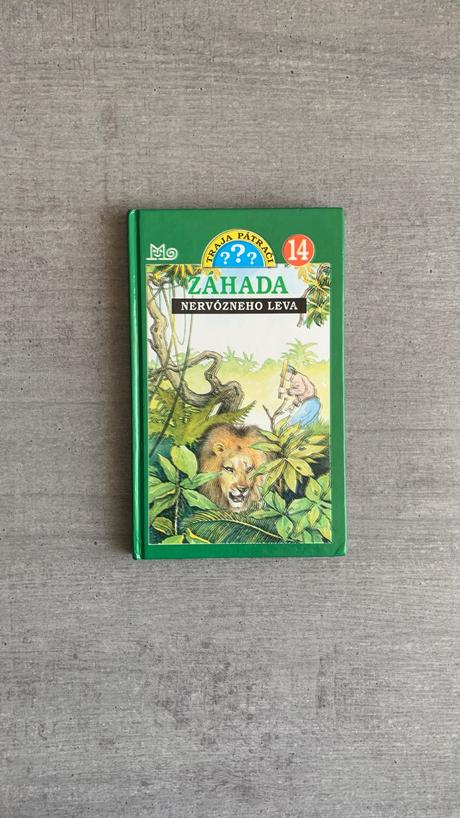 TRAJA PÁTRAČI
???
14
ZÁHADA
NERVÓZNEHO LEVA